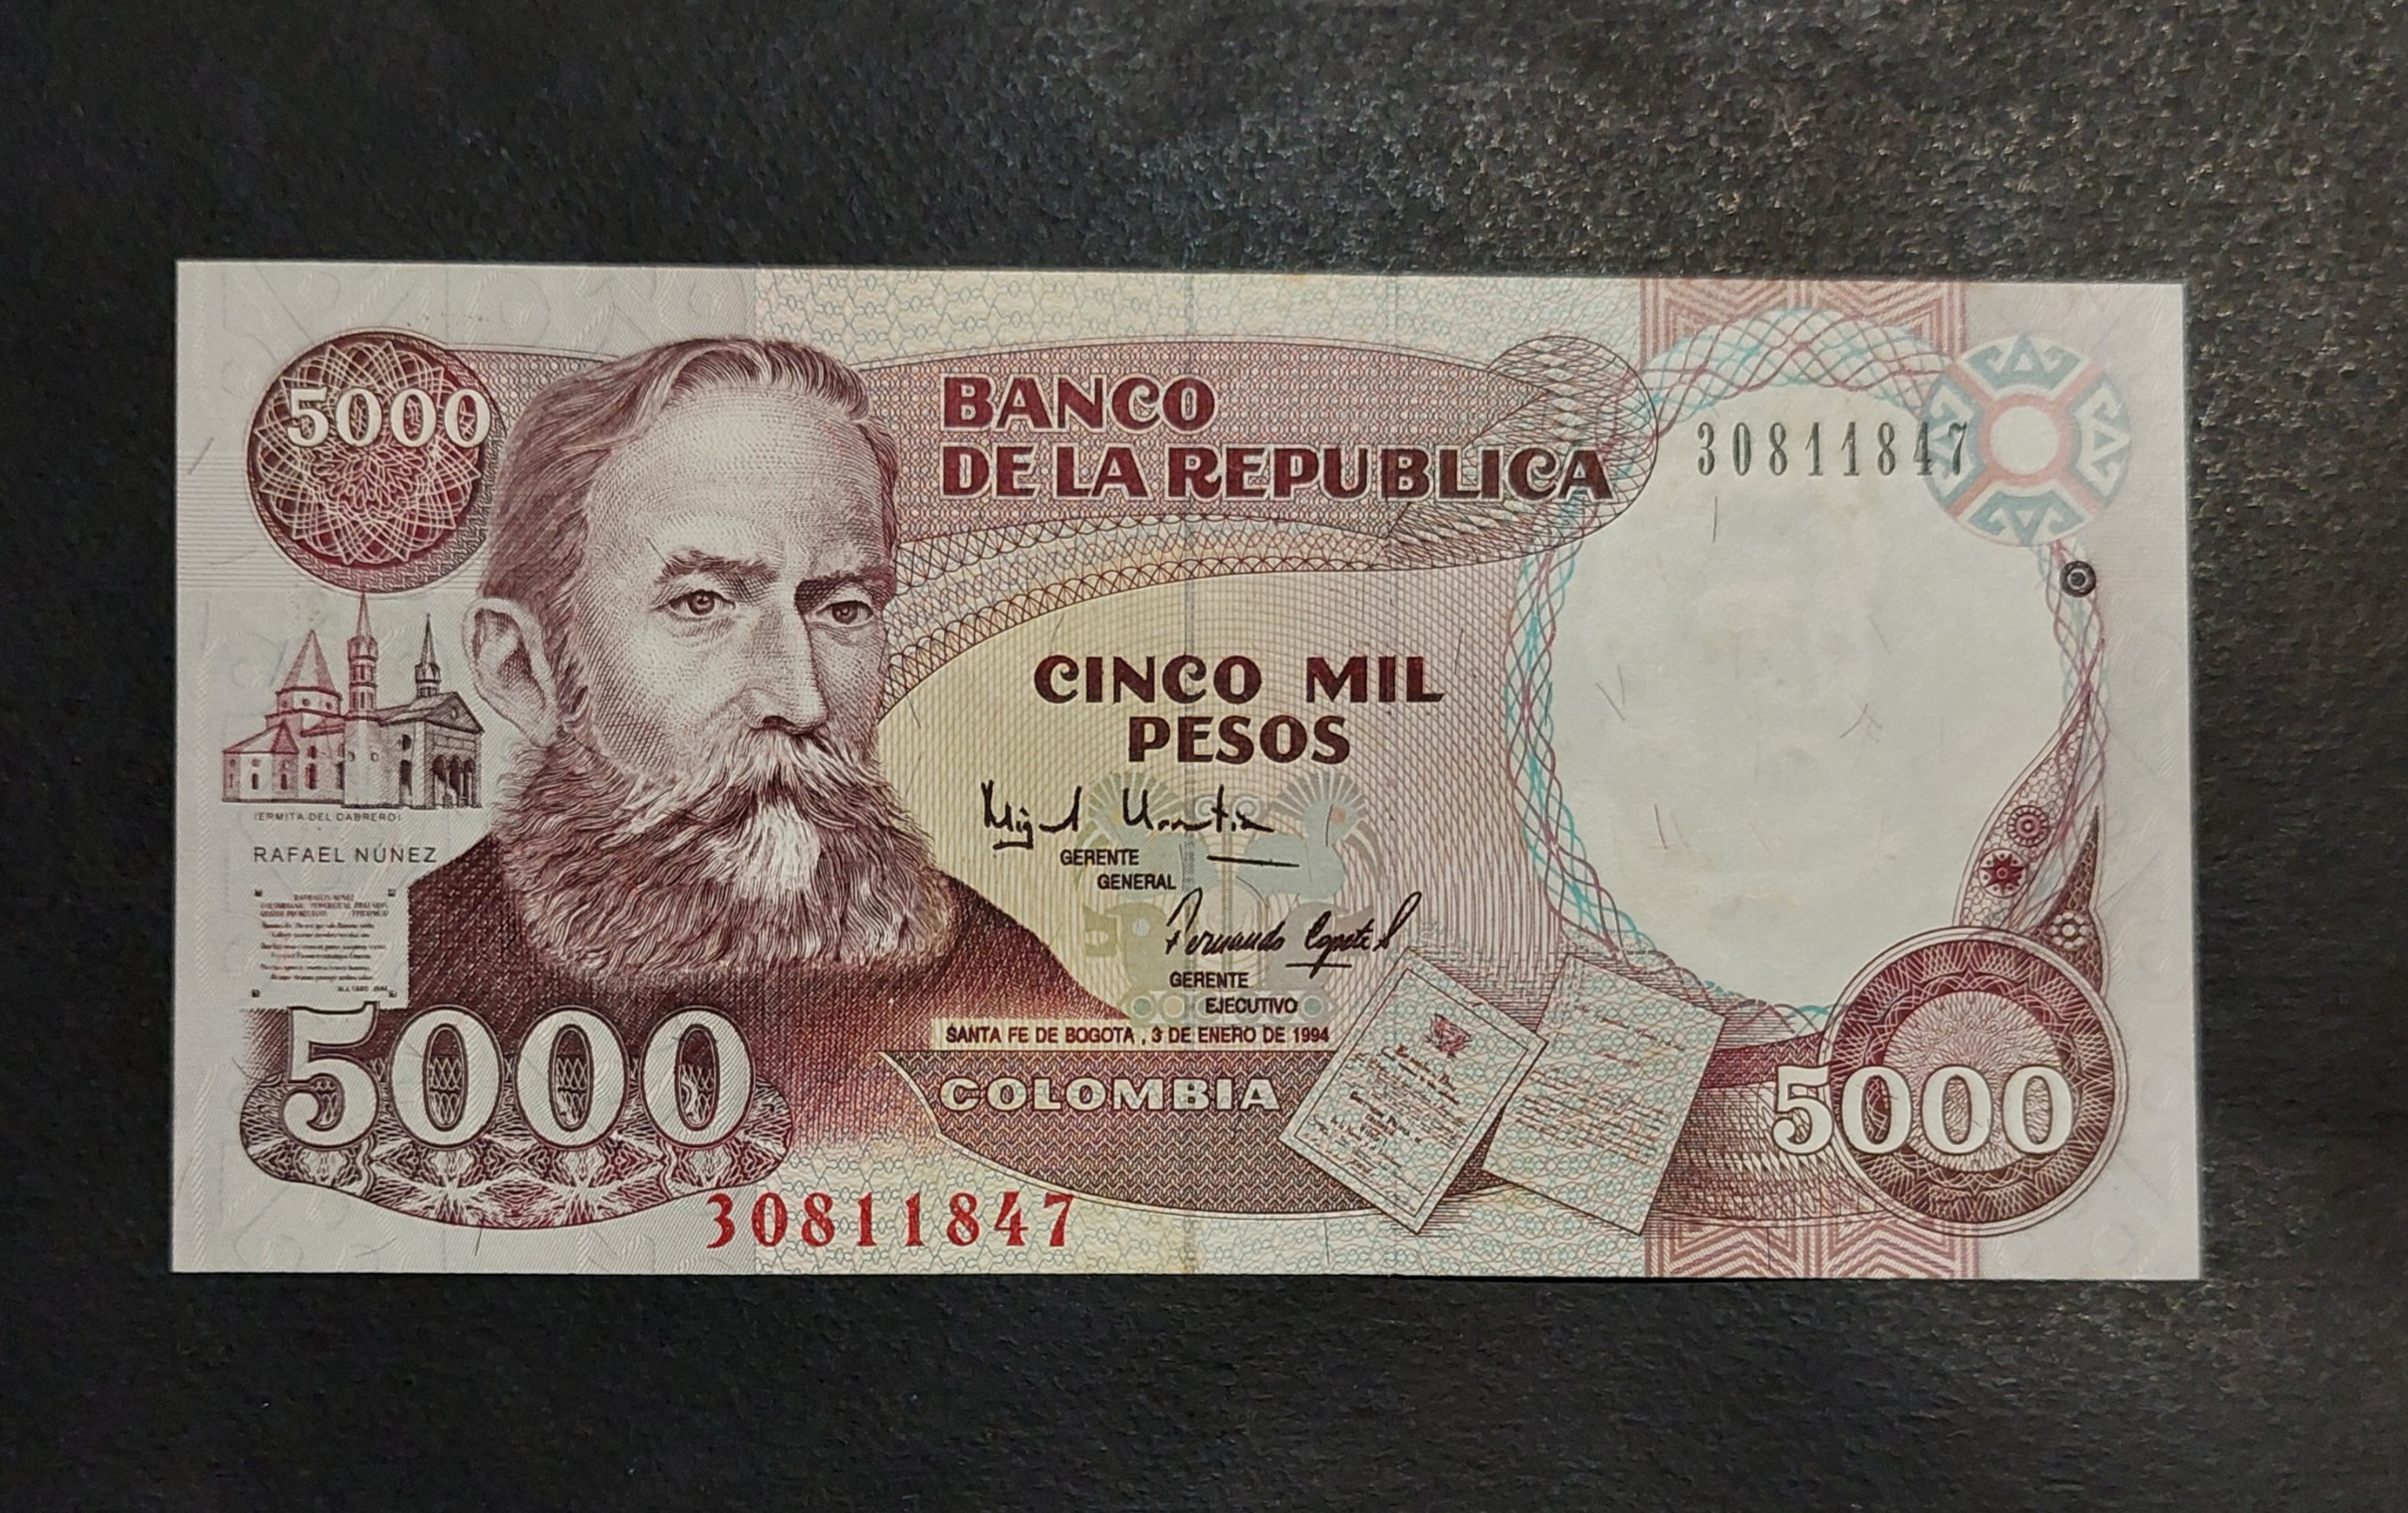 5000
BANCO
DE LA REPUBLICA
30811847
CINCO MIL
PESOS
(ERMITA DEL CABRERO)
RAFAEL NÚÑEZ
GERENTE
GENERAL
GERENTE
EJECUTIVO
SANTA FE DE BOGOTA, 3 DE ENERO DE 1994
5000
COLOMBIA
5000
30811847